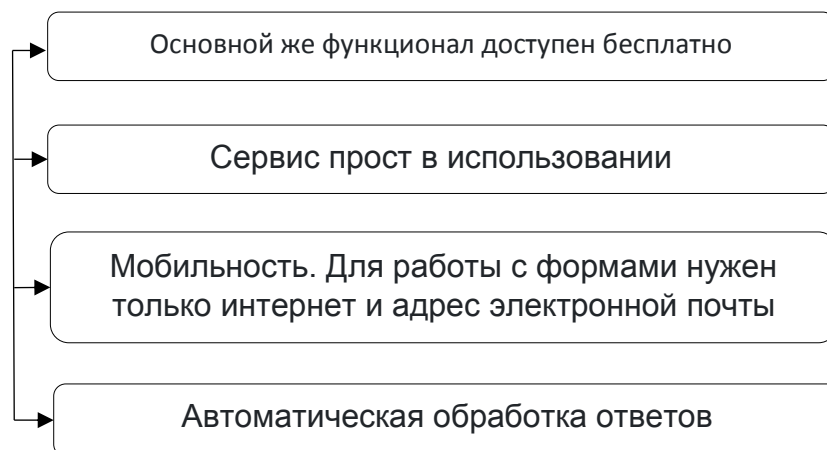 Основной же функционал доступен бесплатно
Сервис прост в использовании
Мобильность. Для работы с формами нужен
только интернет и адрес электронной почты
Автоматическая обработка ответов